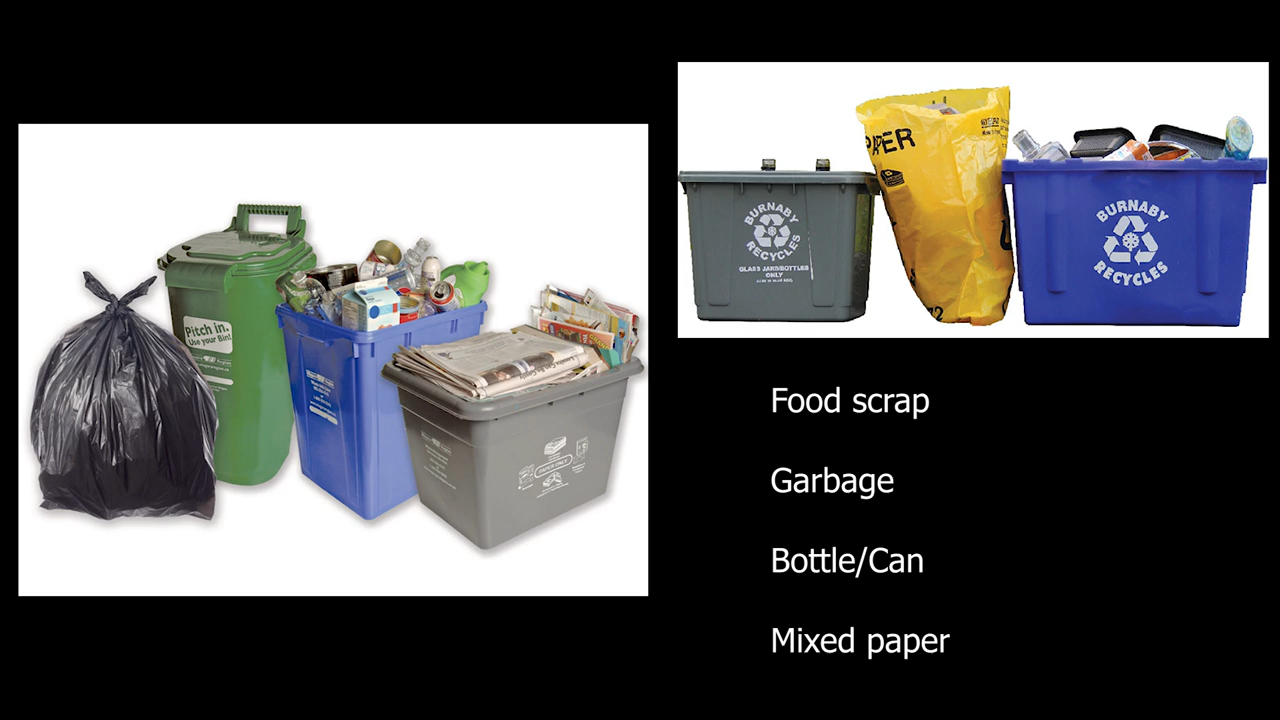 Pitch in.
Use your Bin!
PAPER ONLY
PAPER
BURNABY
RECYCLES
GLASS JARS/BOTTLES
ONLY
BURNABY
RECYCLES
Food scrap
Garbage
Bottle/Can
Mixed paper